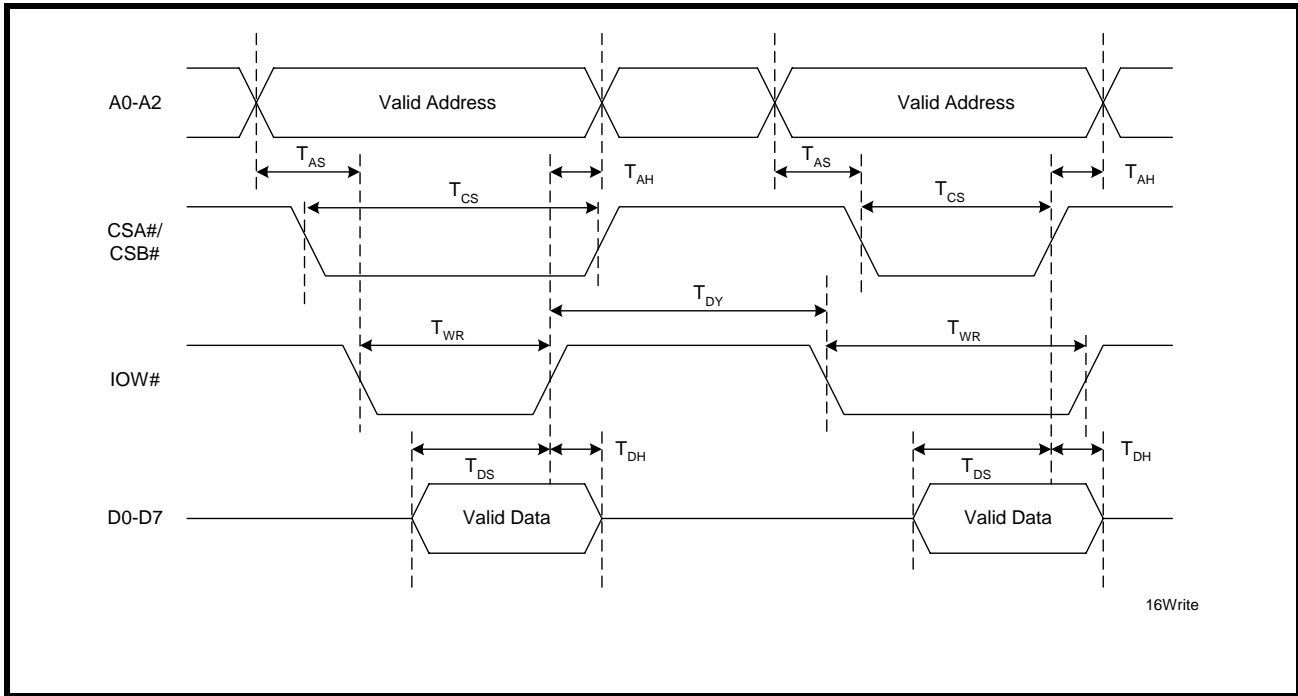 A0-A2
Valid Address
Valid Address
TAS
TAH
TAS
TAH
TCS
TCS
CSA#/
CSB#
TDY
TWR
TWR
IOW#
TDH
TDH
TDS
TDS
D0-D7
Valid Data
Valid Data
16Write